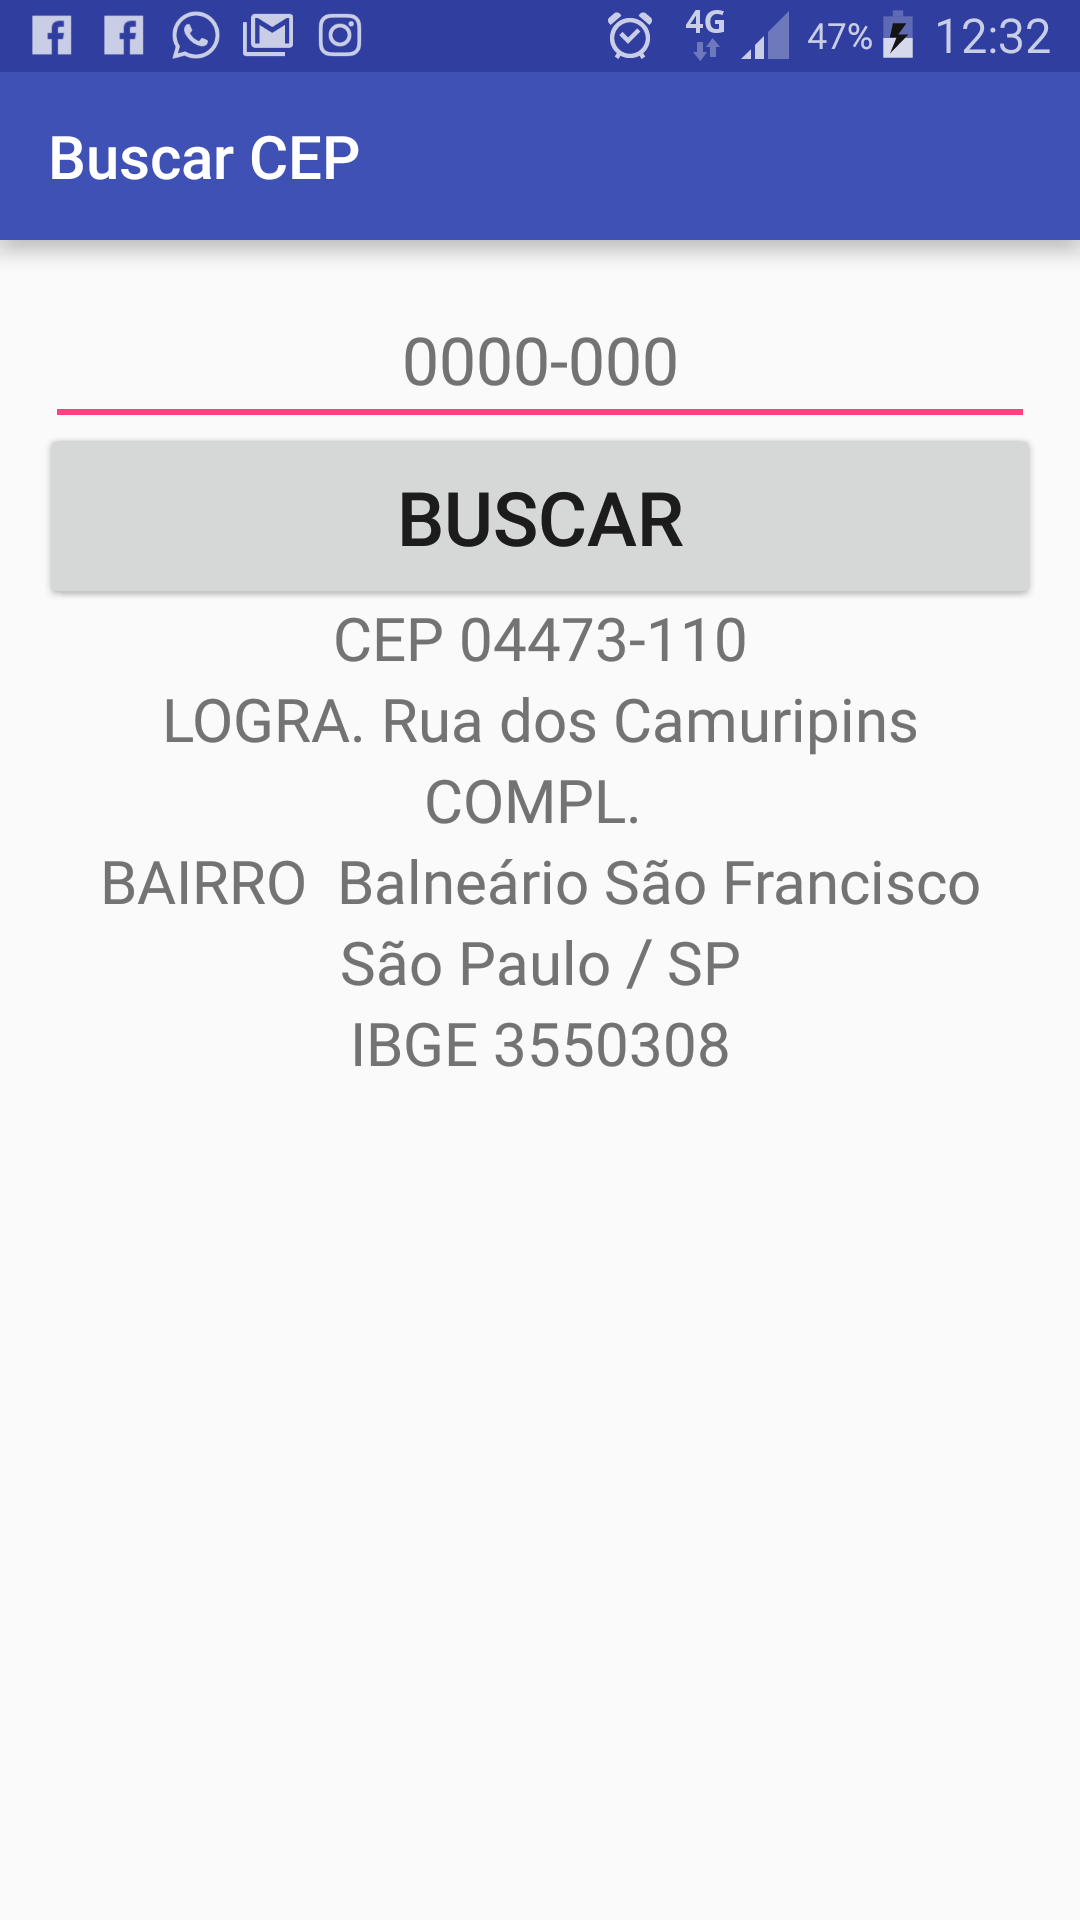 4G 47% 12:32
Buscar CEP
0000-000
BUSCAR
CEP 04473-110
LOGRA. Rua dos Camuripins
COMPL.
BAIRRO  Balneário São Francisco
São Paulo / SP
IBGE 3550308